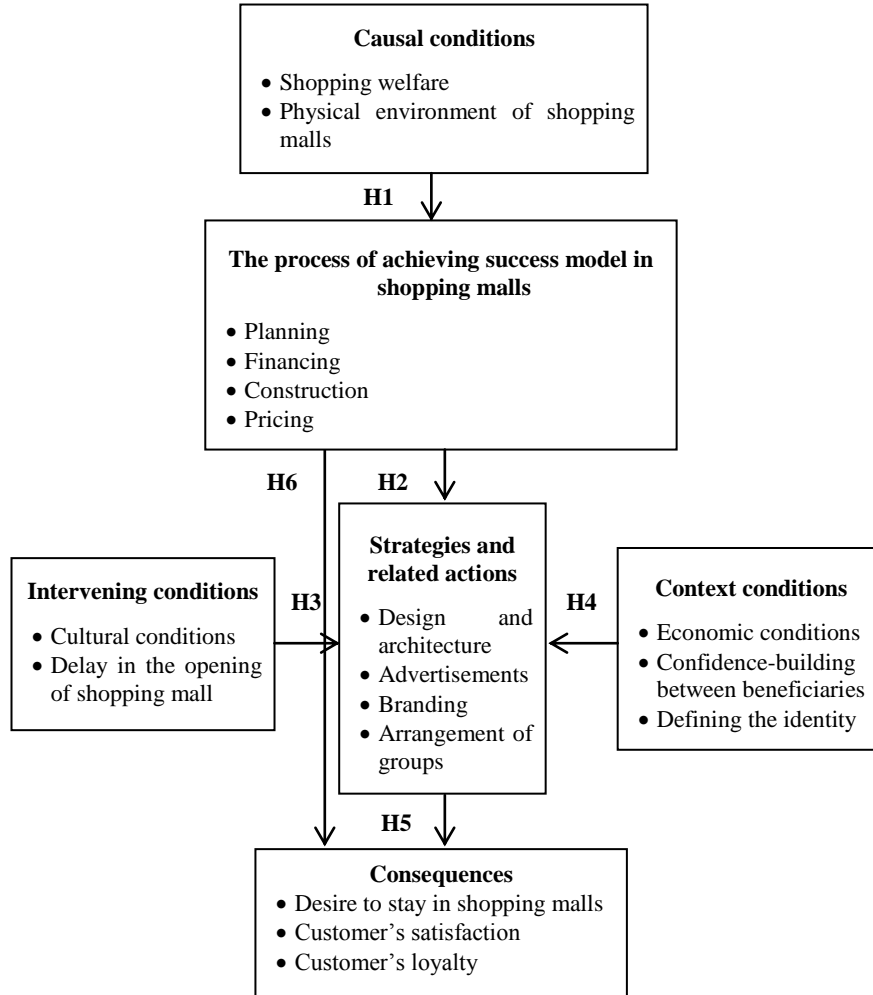 Causal conditions
• Shopping welfare
• Physical environment of shopping
malls
H1
The process of achieving success model in
shopping malls
• Planning
• Financing
• Construction
• Pricing
H6
H2
Intervening conditions
• Cultural conditions
• Delay in the opening
of shopping mall
H3
Strategies and
related actions
• Design and
architecture
• Advertisements
• Branding
• Arrangement of
groups
H4
Context conditions
• Economic conditions
• Confidence-building
between beneficiaries
• Defining the identity
H5
Consequences
• Desire to stay in shopping malls
• Customer’s satisfaction
• Customer’s loyalty